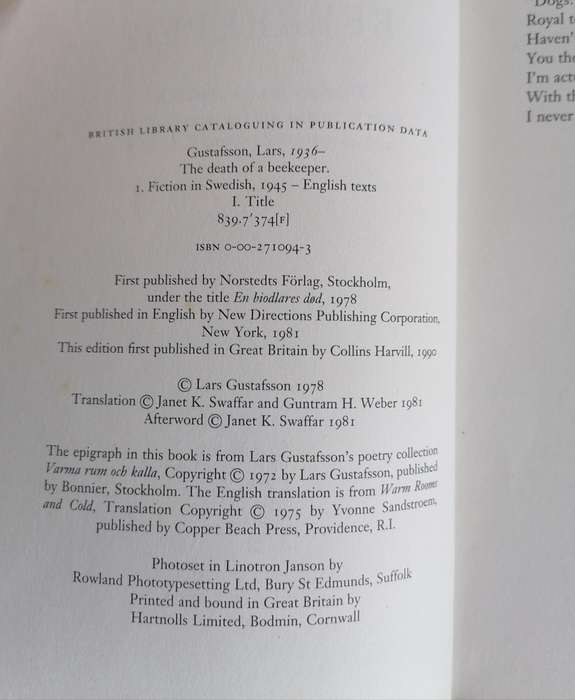 BRITISH LIBRARY CATALOGUING IN PUBLICATION DATA
Gustafsson, Lars, 1936–
The death of a beekeeper.
1. Fiction in Swedish, 1945 – English texts
I. Title
839.7'374[F]
ISBN 0-00-271094-3
First published by Norstedts Förlag, Stockholm,
under the title En biodlares død, 1978
First published in English by New Directions Publishing Corporation,
New York, 1981
This edition first published in Great Britain by Collins Harvill, 1990
© Lars Gustafsson 1978
Translation © Janet K. Swaffar and Guntram H. Weber 1981
Afterword © Janet K. Swaffar 1981
The epigraph in this book is from Lars Gustafsson's poetry collection
Varma rum och kalla, Copyright © 1972 by Lars Gustafsson, published
by Bonnier, Stockholm. The English translation is from Warm Rooms
and Cold, Translation Copyright © 1975 by Yvonne Sandstroem,
published by Copper Beach Press, Providence, R.I.
Photoset in Linotron Janson by
Rowland Phototypesetting Ltd, Bury St Edmunds, Suffolk
Printed and bound in Great Britain by
Hartnolls Limited, Bodmin, Cornwall
"Dogs.
Royal
Haven'
You
I'm
With
I never